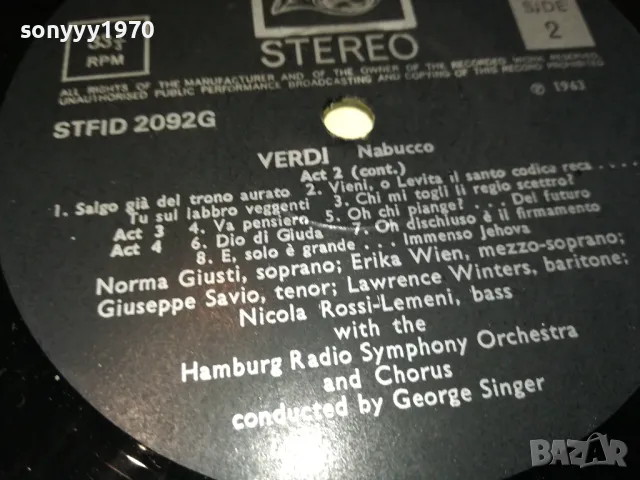 sonyyy1970
33⅓
RPM
STEREO
SIDE
2
ALL RIGHTS OF THE MANUFACTURER AND OF THE OWNER OF THE RECORDED WORK RESERVED
UNAUTHORISED PUBLIC PERFORMANCE BROADCASTING AND COPYING OF THIS RECORD PROHIBITED
℗ 1963
STFID 2092G
VERDI Nabucco
Act 2 (cont.)
1. Salgo già del trono aurato 2. Vieni, o Levita il santo codica reca ....
Tu sul labbro veggenti 3. Chi mi togli il regio scettro?
Act 3 4. Va pensiero 5. Oh chi piange? ... Del futuro
Act 4 6. Dio di Giuda 7. Oh dischiuso è il firmamento
8. E, solo è grande ... Immenso Jehova
Norma Giusti, soprano; Erika Wien, mezzo-soprano;
Giuseppe Savio, tenor; Lawrence Winters, baritone;
Nicola Rossi-Lemeni, bass
with the
Hamburg Radio Symphony Orchestra
and Chorus
conducted by George Singer
BAZAR
bazar.bg